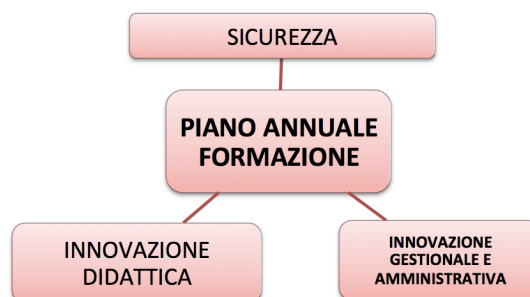 SICUREZZA
PIANO ANNUALE
FORMAZIONE
INNOVAZIONE
DIDATTICA
INNOVAZIONE
GESTIONALE E
AMMINISTRATIVA